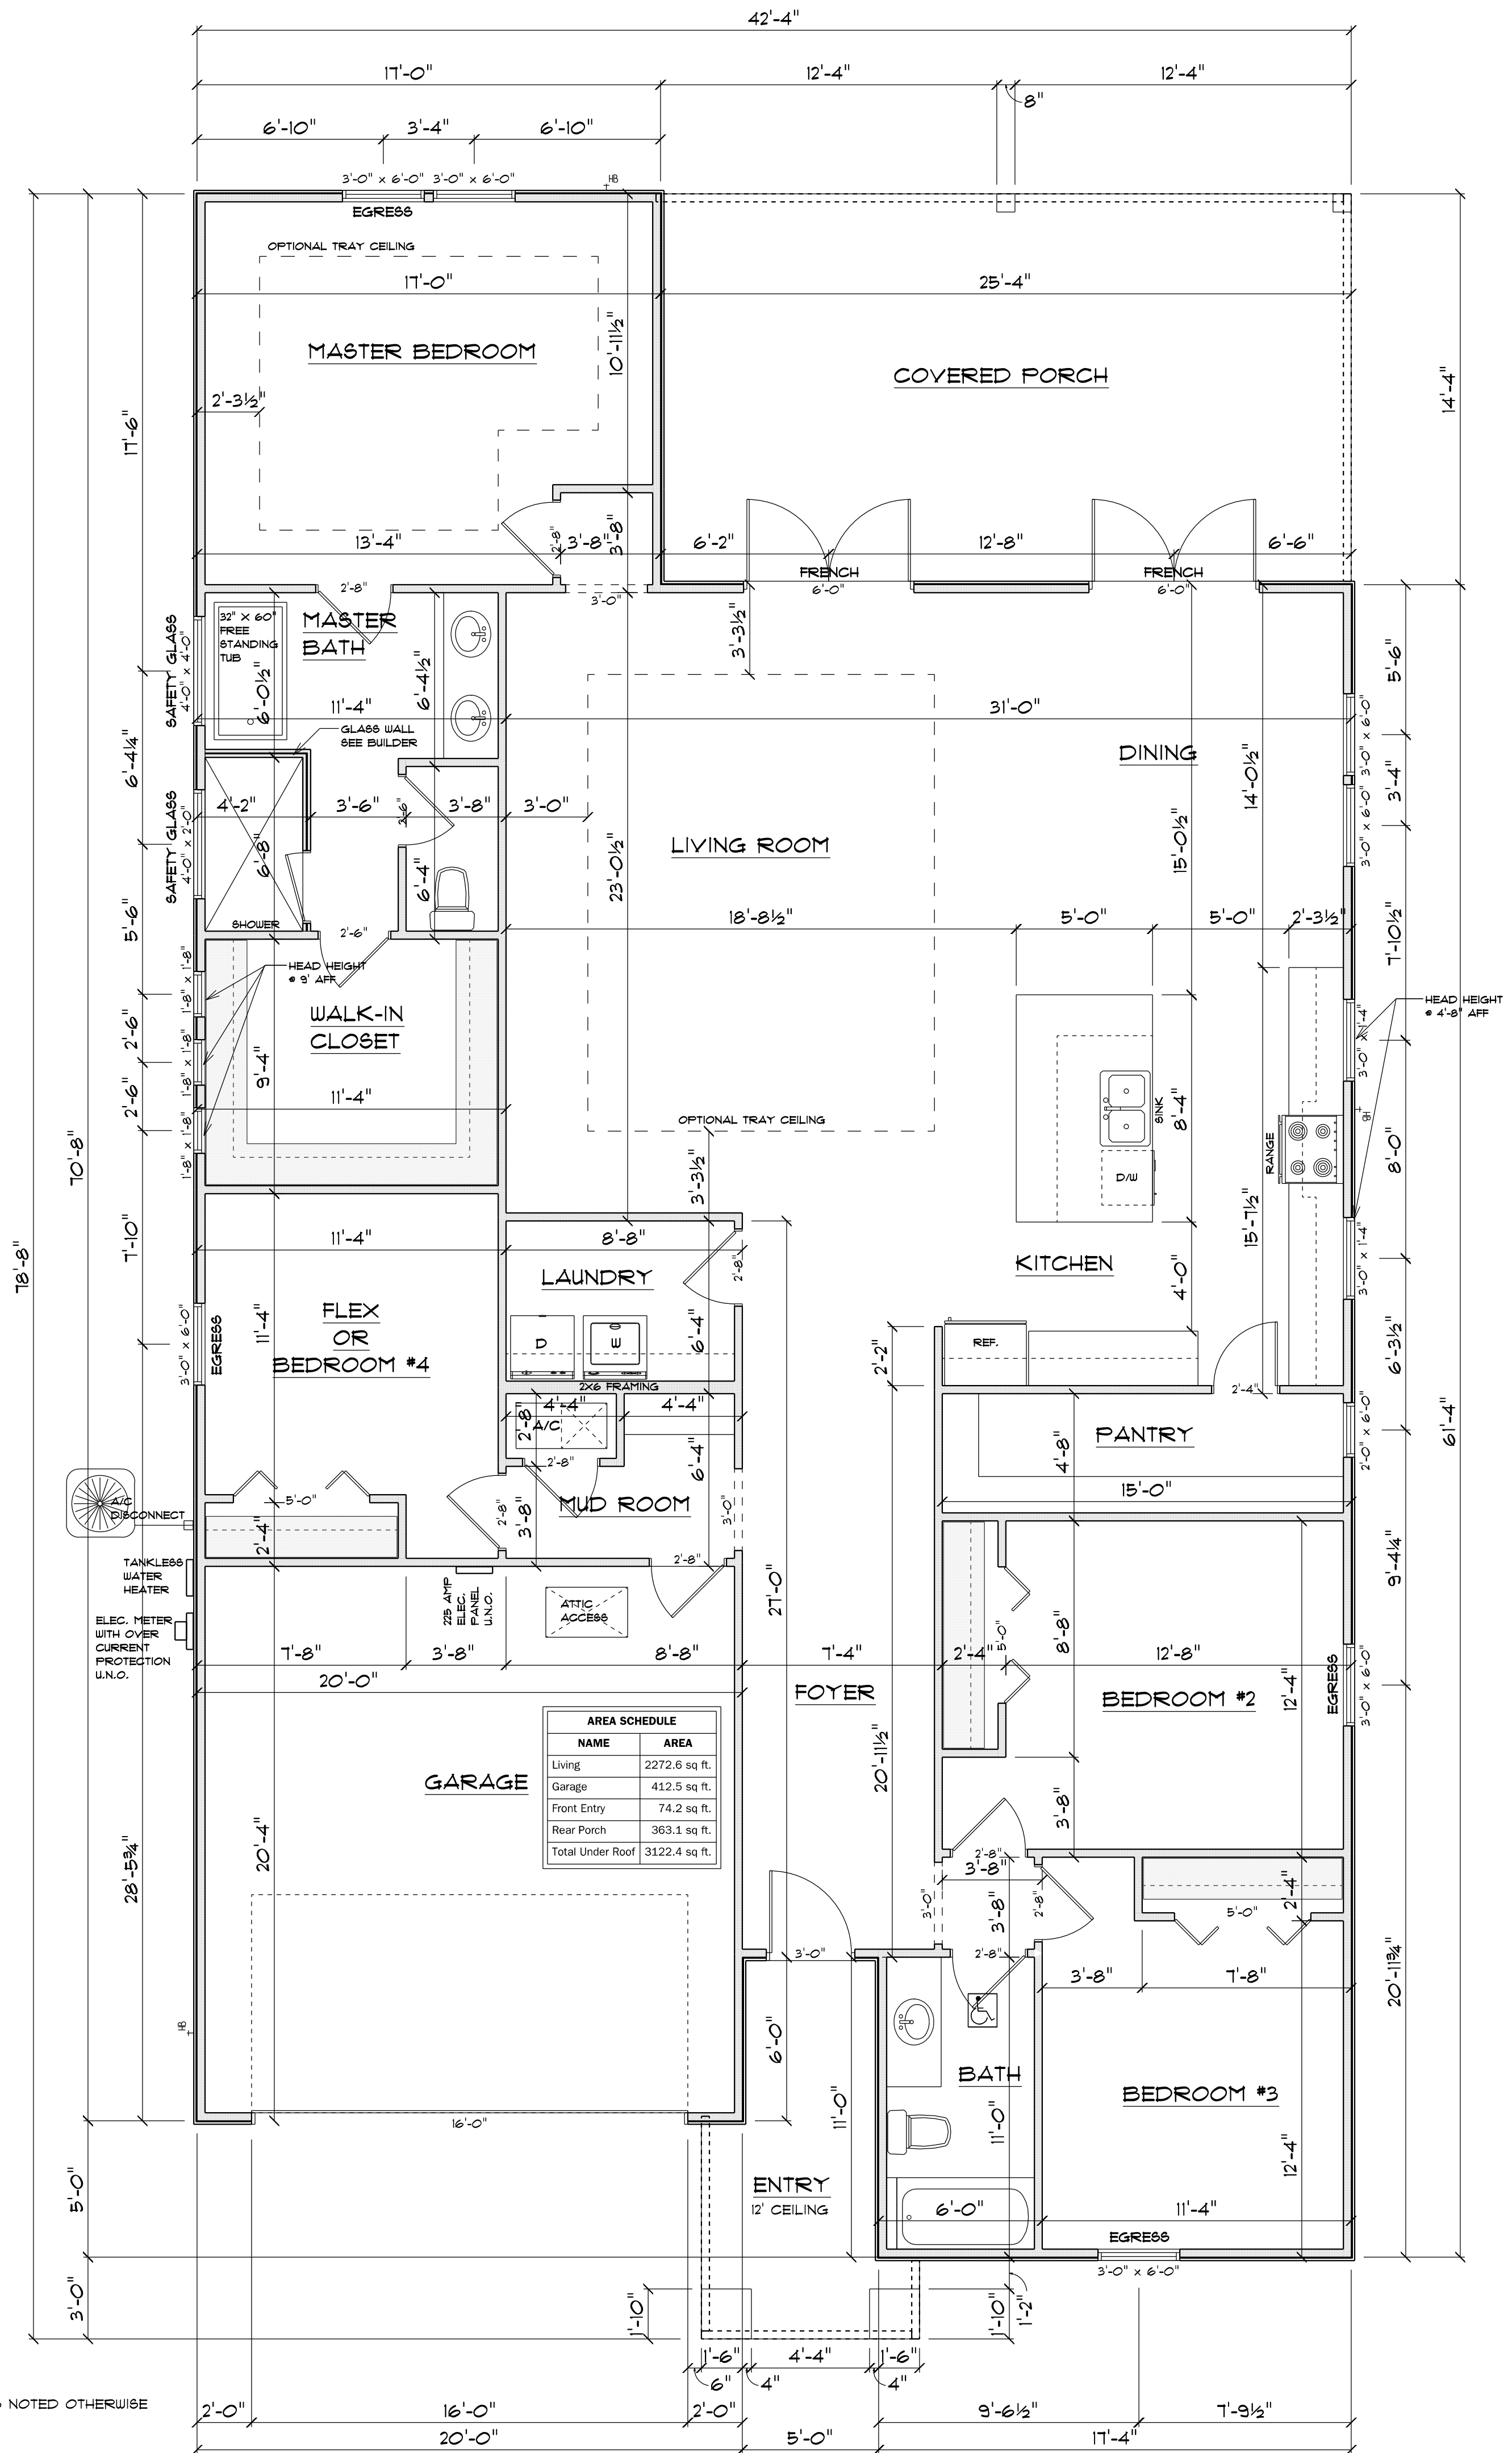 42'-4"
17'-0" 12'-4" 12'-4"
8"
6'-10" 3'-4" 6'-10"
3'-0" x 6'-0" 3'-0" x 6'-0" HB
EGRESS
OPTIONAL TRAY CEILING
17'-0" 25'-4"
10'-11½"
MASTER BEDROOM
COVERED PORCH
2'-3½"
17'-6"
14'-4"
13'-4" 2'-8" 3'-8" 3'-8" 6'-2" 12'-8" 6'-6"
FRENCH FRENCH
6'-0" 6'-0"
2'-8" 3'-0"
32" X 60"
FREE
STANDING
TUB
MASTER
BATH
SAFETY GLASS
4'-0" x 4'-0"
6'-0½"
6'-4½"
3'-3½"
5'-6"
11'-4" 31'-0"
GLASS WALL
SEE BUILDER
DINING
3'-0" x 6'-0"
3'-4"
14'-0½"
6'-4¼"
SAFETY GLASS
4'-0" x 2'-0"
4'-2" 3'-6" 2'-6" 3'-8" 3'-0"
3'-0" x 6'-0"
LIVING ROOM
6'-8"
6'-4"
23'-0½"
15'-0½"
SHOWER 2'-6"
18'-8½" 5'-0" 5'-0" 2'-3½"
5'-6"
7'-10½"
HEAD HEIGHT
@ 9' AFF
1'-8" x 1'-8"
WALK-IN
CLOSET
HEAD HEIGHT
@ 4'-8" AFF
3'-0" x 1'-4"
2'-6"
1'-8" x 1'-8"
9'-4"
2'-6"
1'-8" x 1'-8"
11'-4"
OPTIONAL TRAY CEILING
SINK
8'-4"
HB
RANGE
8'-0"
D/W
70'-8"
3'-3½"
15'-7½"
78'-8"
7'-10"
11'-4" 8'-8"
LAUNDRY
2'-8"
KITCHEN
3'-0" x 1'-4"
4'-0"
FLEX
OR
BEDROOM #4
11'-4"
3'-0" x 6'-0"
EGRESS
D W
6'-4"
2'-2"
REF.
6'-3½"
61'-4"
2X6 FRAMING
2'-4"
4'-4" 4'-4"
2'-8"
A/C
2'-0" x 6'-0"
PANTRY
4'-8"
6'-4"
2'-8"
A/C
DISCONNECT
5'-0"
MUD ROOM
2'-8"
3'-8"
3'-0"
15'-0"
2'-4"
2'-8"
9'-4¼"
TANKLESS
WATER
HEATER
225 AMP
ELEC.
PANEL
U.N.O.
ATTIC
ACCESS
27'-0"
ELEC. METER
WITH OVER
CURRENT
PROTECTION
U.N.O.
8'-8"
5'-0"
7'-8" 3'-8" 8'-8" 7'-4" 2'-4" 12'-8"
20'-0"
FOYER
BEDROOM #2
12'-4"
EGRESS
3'-0" x 6'-0"
AREA SCHEDULE
NAME AREA
Living 2272.6 sq ft.
Garage 412.5 sq ft.
Front Entry 74.2 sq ft.
Rear Porch 363.1 sq ft.
Total Under Roof 3122.4 sq ft.
20'-11½"
GARAGE
3'-8"
20'-4"
28'-5¾"
2'-8"
3'-8"
3'-0"
3'-8"
2'-8"
2'-4"
5'-0"
3'-0" 2'-8"
3'-8" 7'-8"
20'-11¾"
HB
6'-0"
BATH
BEDROOM #3
11'-0"
11'-0"
16'-0"
12'-4"
5'-0"
ENTRY
12' CEILING
6'-0" 11'-4"
EGRESS
3'-0" x 6'-0"
3'-0"
1'-10" 1'-10" 1'-2"
1'-6" 4'-4" 1'-6"
6" 4" 4"
NOTED OTHERWISE
2'-0" 16'-0" 2'-0" 9'-6½" 7'-9½"
20'-0" 5'-0" 17'-4"